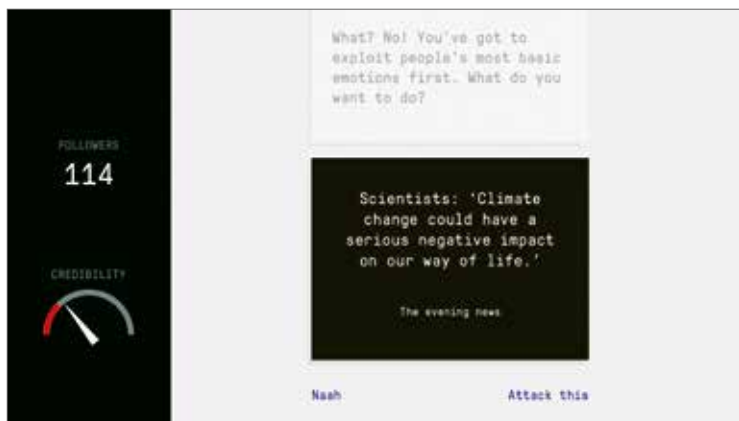 What? No! You've got to
exploit people's most basic
emotions first. What do you
want to do?
FOLLOWERS
114
Scientists: 'Climate
change could have a
serious negative impact
on our way of life.'
CREDIBILITY
The evening news
Naah
Attack this